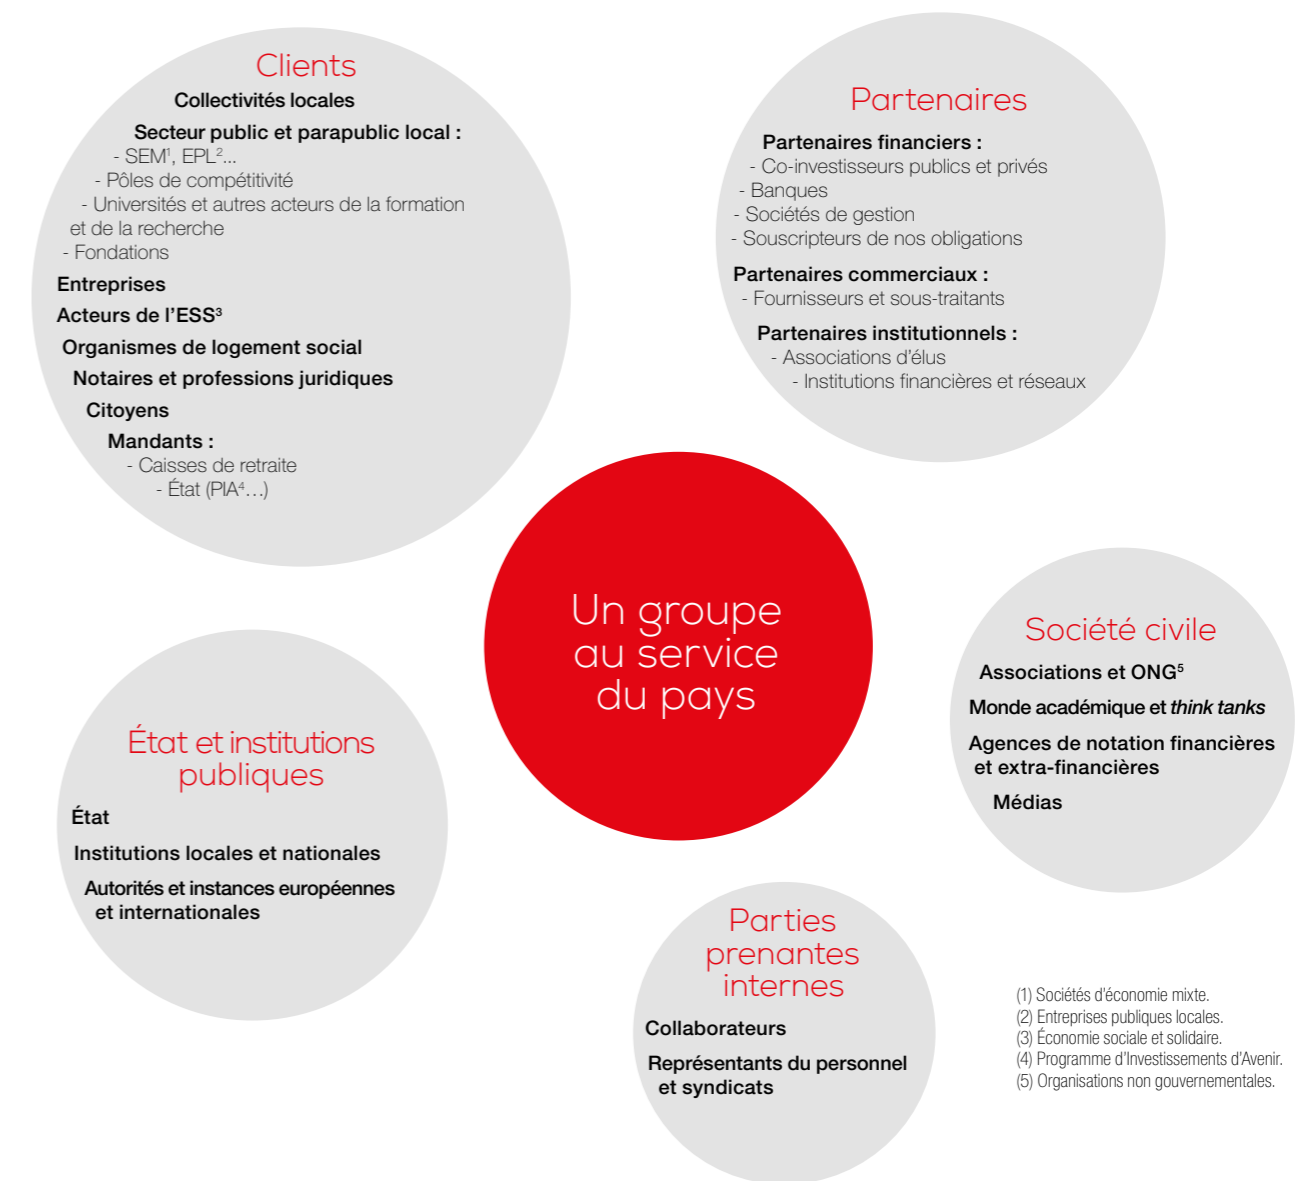 Clients
Collectivités locales
Secteur public et parapublic local :
- SEM¹, EPL²...
- Pôles de compétitivité
- Universités et autres acteurs de la formation
et de la recherche
- Fondations
Entreprises
Acteurs de l’ESS³
Organismes de logement social
Notaires et professions juridiques
Citoyens
Mandants :
- Caisses de retraite
- État (PIA⁴…)
Partenaires
Partenaires financiers :
- Co-investisseurs publics et privés
- Banques
- Sociétés de gestion
- Souscripteurs de nos obligations
Partenaires commerciaux :
- Fournisseurs et sous-traitants
Partenaires institutionnels :
- Associations d’élus
- Institutions financières et réseaux
Un groupe
au service
du pays
Société civile
Associations et ONG⁵
Monde académique et think tanks
Agences de notation financières
et extra-financières
Médias
État et institutions
publiques
État
Institutions locales et nationales
Autorités et instances européennes
et internationales
Parties
prenantes
internes
Collaborateurs
Représentants du personnel
et syndicats
(1) Sociétés d’économie mixte.
(2) Entreprises publiques locales.
(3) Économie sociale et solidaire.
(4) Programme d’Investissements d’Avenir.
(5) Organisations non gouvernementales.